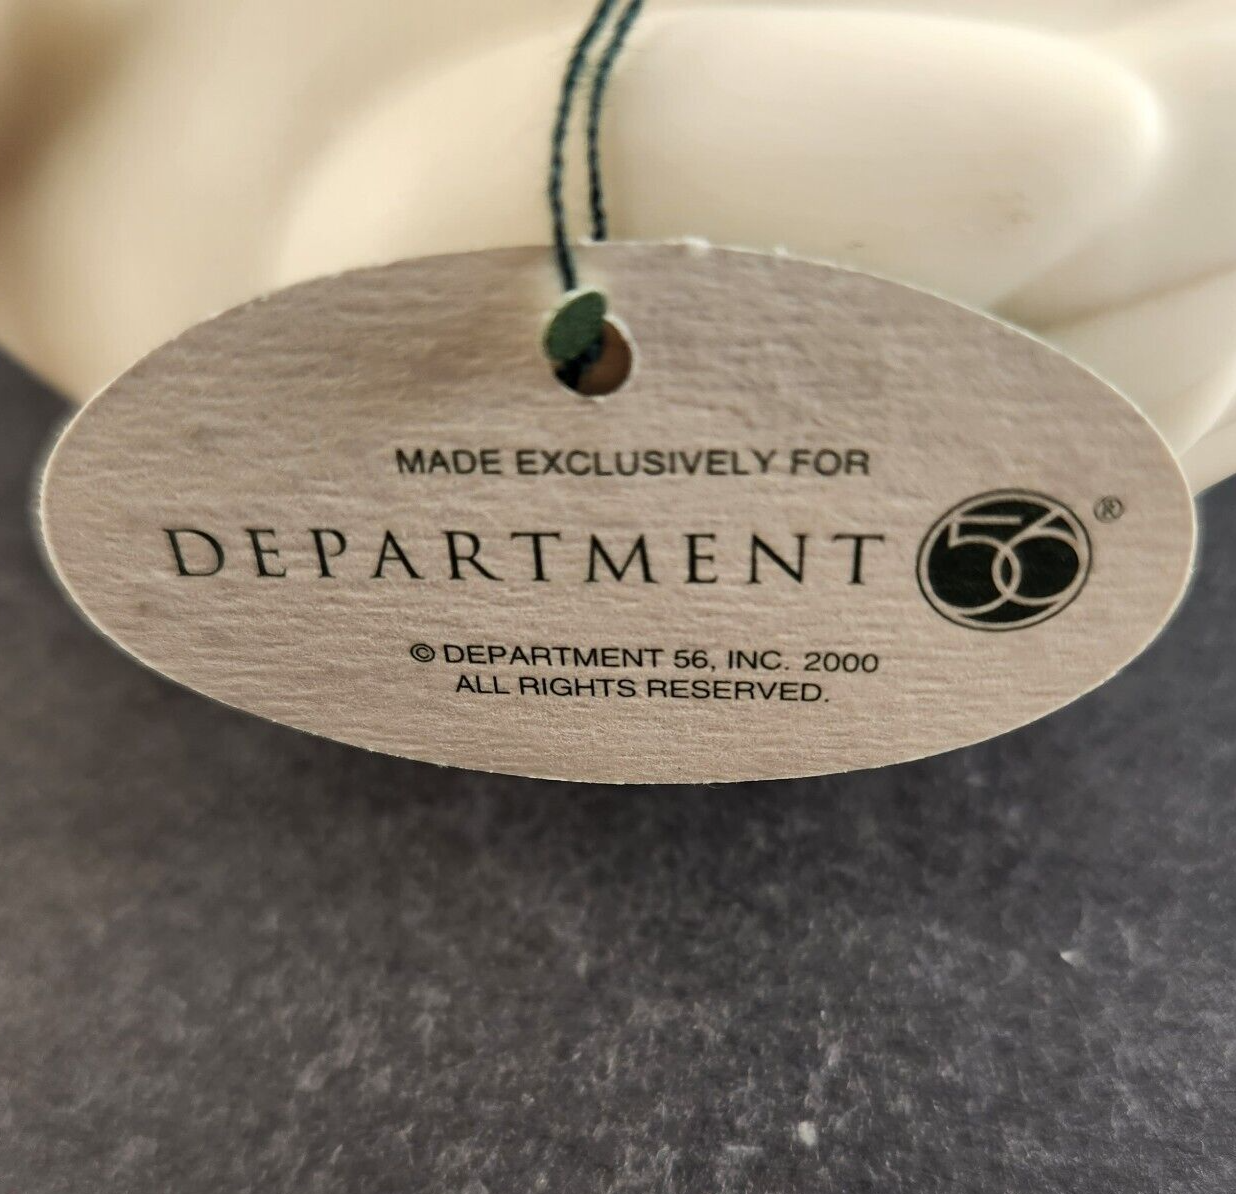 MADE EXCLUSIVELY FOR
DEPARTMENT 56®
© DEPARTMENT 56, INC. 2000
ALL RIGHTS RESERVED.